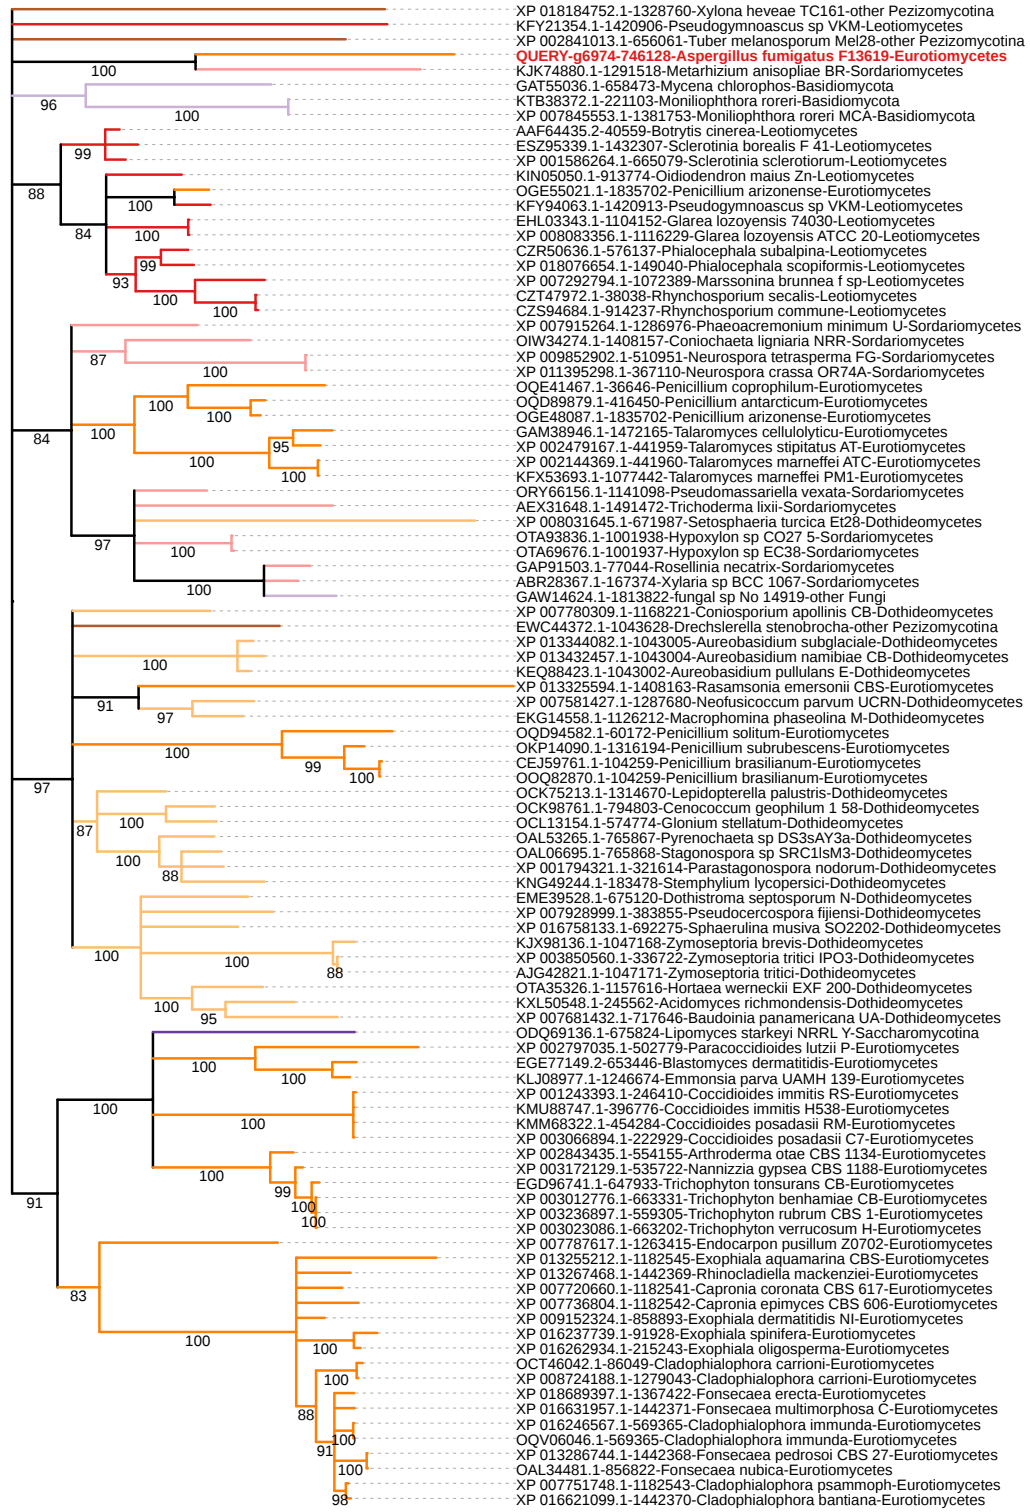 XP 018184752.1-1328760-Xylona heveae TC161-other Pezizomycotina
KFY21354.1-1420906-Pseudogymnoascus sp VKM-Leotiomycetes
XP 002841013.1-656061-Tuber melanosporum Mel28-other Pezizomycotina
QUERY-g6974-746128-Aspergillus fumigatus F13619-Eurotiomycetes
100
KJK74880.1-1291518-Metarhizium anisopliae BR-Sordariomycetes
GAT55036.1-658473-Mycena chlorophos-Basidiomycota
96
KTB38372.1-221103-Moniliophthora roreri-Basidiomycota
100
XP 007845553.1-1381753-Moniliophthora roreri MCA-Basidiomycota
AAF64435.2-40559-Botrytis cinerea-Leotiomycetes
ESZ95339.1-1432307-Sclerotinia borealis F 41-Leotiomycetes
99
XP 001586264.1-665079-Sclerotinia sclerotiorum-Leotiomycetes
KIN05050.1-913774-Oidiodendron maius Zn-Leotiomycetes
88
OGE55021.1-1835702-Penicillium arizonense-Eurotiomycetes
100
KFY94063.1-1420913-Pseudogymnoascus sp VKM-Leotiomycetes
EHL03343.1-1104152-Glarea lozoyensis 74030-Leotiomycetes
84
100
XP 008083356.1-1116229-Glarea lozoyensis ATCC 20-Leotiomycetes
CZR50636.1-576137-Phialocephala subalpina-Leotiomycetes
99
XP 018076654.1-149040-Phialocephala scopiformis-Leotiomycetes
93
XP 007292794.1-1072389-Marssonina brunnea f sp-Leotiomycetes
100
CZT47972.1-38038-Rhynchosporium secalis-Leotiomycetes
100
CZS94684.1-914237-Rhynchosporium commune-Leotiomycetes
XP 007915264.1-1286976-Phaeoacremonium minimum U-Sordariomycetes
OIW34274.1-1408157-Coniochaeta ligniaria NRR-Sordariomycetes
87
XP 009852902.1-510951-Neurospora tetrasperma FG-Sordariomycetes
100
XP 011395298.1-367110-Neurospora crassa OR74A-Sordariomycetes
OQE41467.1-36646-Penicillium coprophilum-Eurotiomycetes
100
OQD89879.1-416450-Penicillium antarcticum-Eurotiomycetes
100
OGE48087.1-1835702-Penicillium arizonense-Eurotiomycetes
100
GAM38946.1-1472165-Talaromyces cellulolyticu-Eurotiomycetes
84
95
XP 002479167.1-441959-Talaromyces stipitatus AT-Eurotiomycetes
100
XP 002144369.1-441960-Talaromyces marneffei ATC-Eurotiomycetes
100
KFX53693.1-1077442-Talaromyces marneffei PM1-Eurotiomycetes
ORY66156.1-1141098-Pseudomassariella vexata-Sordariomycetes
AEX31648.1-1491472-Trichoderma lixii-Sordariomycetes
XP 008031645.1-671987-Setosphaeria turcica Et28-Dothideomycetes
OTA93836.1-1001938-Hypoxylon sp CO27 5-Sordariomycetes
97
100
OTA69676.1-1001937-Hypoxylon sp EC38-Sordariomycetes
GAP91503.1-77044-Rosellinia necatrix-Sordariomycetes
ABR28367.1-167374-Xylaria sp BCC 1067-Sordariomycetes
100
GAW14624.1-1813822-fungal sp No 14919-other Fungi
XP 007780309.1-1168221-Coniosporium apollinis CB-Dothideomycetes
EWC44372.1-1043628-Drechslerella stenobrocha-other Pezizomycotina
XP 013344082.1-1043005-Aureobasidium subglaciale-Dothideomycetes
XP 013432457.1-1043004-Aureobasidium namibiae CB-Dothideomycetes
100
KEQ88423.1-1043002-Aureobasidium pullulans E-Dothideomycetes
XP 013325594.1-1408163-Rasamsonia emersonii CBS-Eurotiomycetes
91
XP 007581427.1-1287680-Neofusicoccum parvum UCRN-Dothideomycetes
97
EKG14558.1-1126212-Macrophomina phaseolina M-Dothideomycetes
OQD94582.1-60172-Penicillium solitum-Eurotiomycetes
100
OKP14090.1-1316194-Penicillium subrubescens-Eurotiomycetes
99
CEJ59761.1-104259-Penicillium brasilianum-Eurotiomycetes
100
OOQ82870.1-104259-Penicillium brasilianum-Eurotiomycetes
97
OCK75213.1-1314670-Lepidopterella palustris-Dothideomycetes
OCK98761.1-794803-Cenococcum geophilum 1 58-Dothideomycetes
87
100
OCL13154.1-574774-Glonium stellatum-Dothideomycetes
OAL53265.1-765867-Pyrenochaeta sp DS3sAY3a-Dothideomycetes
100
OAL06695.1-765868-Stagonospora sp SRC1lsM3-Dothideomycetes
XP 001794321.1-321614-Parastagonospora nodorum-Dothideomycetes
88
KNG49244.1-183478-Stemphylium lycopersici-Dothideomycetes
EME39528.1-675120-Dothistroma septosporum N-Dothideomycetes
XP 007928999.1-383855-Pseudocercospora fijiensi-Dothideomycetes
XP 016758133.1-692275-Sphaerulina musiva SO2202-Dothideomycetes
KJX98136.1-1047168-Zymoseptoria brevis-Dothideomycetes
100
100
XP 003850560.1-336722-Zymoseptoria tritici IPO3-Dothideomycetes
88
AJG42821.1-1047171-Zymoseptoria tritici-Dothideomycetes
OTA35326.1-1157616-Hortaea werneckii EXF 200-Dothideomycetes
100
KXL50548.1-245562-Acidomyces richmondensis-Dothideomycetes
95
XP 007681432.1-717646-Baudoinia panamericana UA-Dothideomycetes
ODQ69136.1-675824-Lipomyces starkeyi NRRL Y-Saccharomycotina
XP 002797035.1-502779-Paracoccidioides lutzii P-Eurotiomycetes
100
EGE77149.2-653446-Blastomyces dermatitidis-Eurotiomycetes
100
KLJ08977.1-1246674-Emmonsia parva UAMH 139-Eurotiomycetes
XP 001243393.1-246410-Coccidioides immitis RS-Eurotiomycetes
100
KMU88747.1-396776-Coccidioides immitis H538-Eurotiomycetes
100
KMM68322.1-454284-Coccidioides posadasii RM-Eurotiomycetes
XP 003066894.1-222929-Coccidioides posadasii C7-Eurotiomycetes
XP 002843435.1-554155-Arthroderma otae CBS 1134-Eurotiomycetes
XP 003172129.1-535722-Nannizzia gypsea CBS 1188-Eurotiomycetes
100
EGD96741.1-647933-Trichophyton tonsurans CB-Eurotiomycetes
99
XP 003012776.1-663331-Trichophyton benhamiae CB-Eurotiomycetes
91
100
XP 003236897.1-559305-Trichophyton rubrum CBS 1-Eurotiomycetes
100
XP 003023086.1-663202-Trichophyton verrucosum H-Eurotiomycetes
XP 007787617.1-1263415-Endocarpon pusillum Z0702-Eurotiomycetes
XP 013255212.1-1182545-Exophiala aquamarina CBS-Eurotiomycetes
XP 013267468.1-1442369-Rhinocladiella mackenziei-Eurotiomycetes
XP 007720660.1-1182541-Capronia coronata CBS 617-Eurotiomycetes
83
XP 007736804.1-1182542-Capronia epimyces CBS 606-Eurotiomycetes
XP 009152324.1-858893-Exophiala dermatitidis NI-Eurotiomycetes
XP 016237739.1-91928-Exophiala spinifera-Eurotiomycetes
100
100
XP 016262934.1-215243-Exophiala oligosperma-Eurotiomycetes
OCT46042.1-86049-Cladophialophora carrioni-Eurotiomycetes
100
XP 008724188.1-1279043-Cladophialophora carrioni-Eurotiomycetes
XP 018689397.1-1367422-Fonsecaea erecta-Eurotiomycetes
88
XP 016631957.1-1442371-Fonsecaea multimorphosa C-Eurotiomycetes
XP 016246567.1-569365-Cladophialophora immunda-Eurotiomycetes
100
OQV06046.1-569365-Cladophialophora immunda-Eurotiomycetes
91
XP 013286744.1-1442368-Fonsecaea pedrosoi CBS 27-Eurotiomycetes
100
OAL34481.1-856822-Fonsecaea nubica-Eurotiomycetes
XP 007751748.1-1182543-Cladophialophora psammoph-Eurotiomycetes
98
XP 016621099.1-1442370-Cladophialophora bantiana-Eurotiomycetes